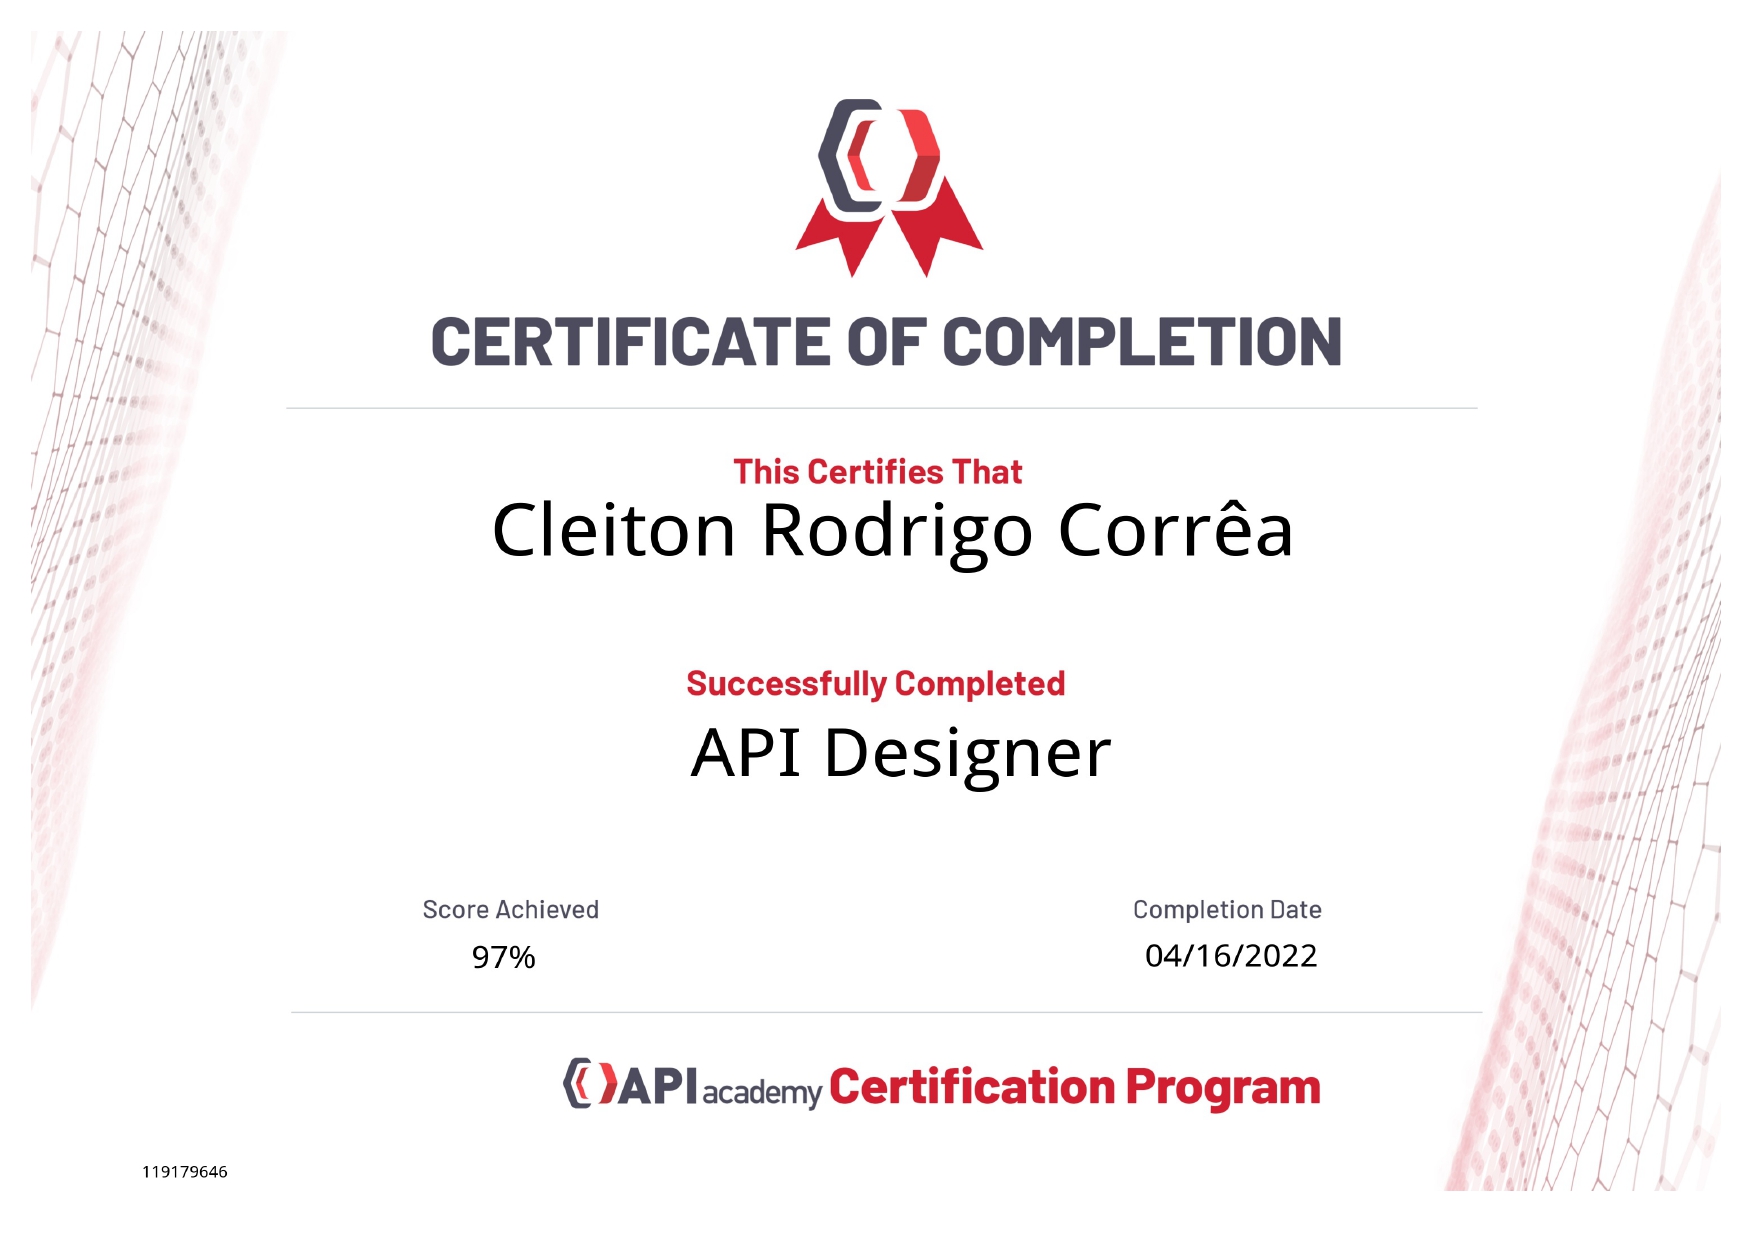 CERTIFICATE OF COMPLETION
This Certifies That
Cleiton Rodrigo Corrêa
Successfully Completed
API Designer
Score Achieved
97%
Completion Date
04/16/2022
API academy Certification Program
119179646